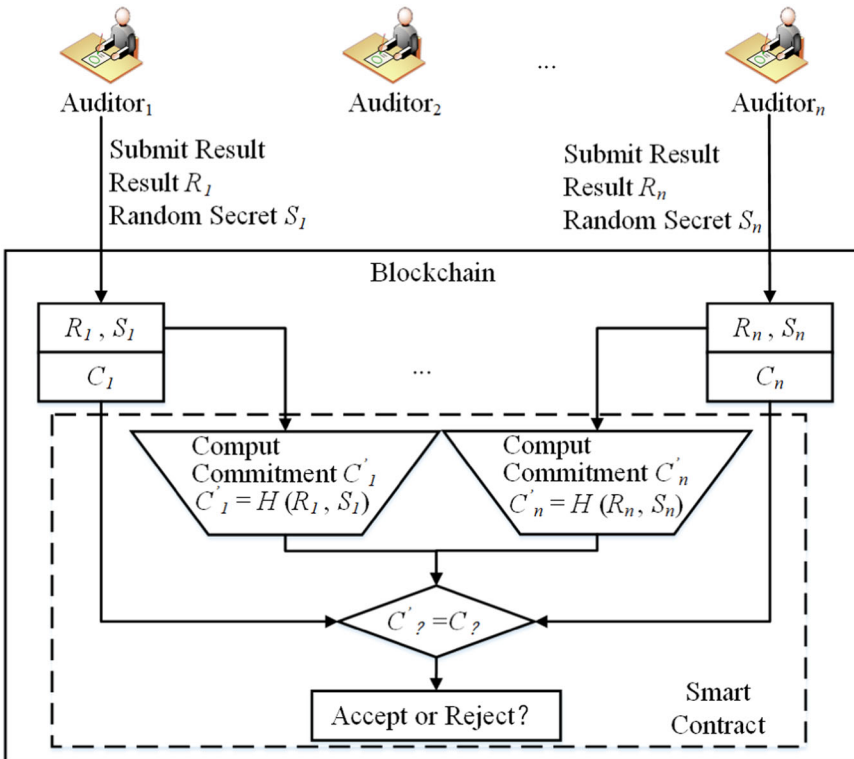 Auditor₁
Auditor₂
...
Auditorₙ
Submit Result
Result R₁
Random Secret S₁
Submit Result
Result Rₙ
Random Secret Sₙ
Blockchain
R₁ , S₁
C₁
...
Rₙ , Sₙ
Cₙ
Comput
Commitment C'₁
C'₁ = H (R₁ , S₁)
Comput
Commitment C'ₙ
C'ₙ = H (Rₙ , Sₙ)
C'? =C?
Accept or Reject?
Smart
Contract